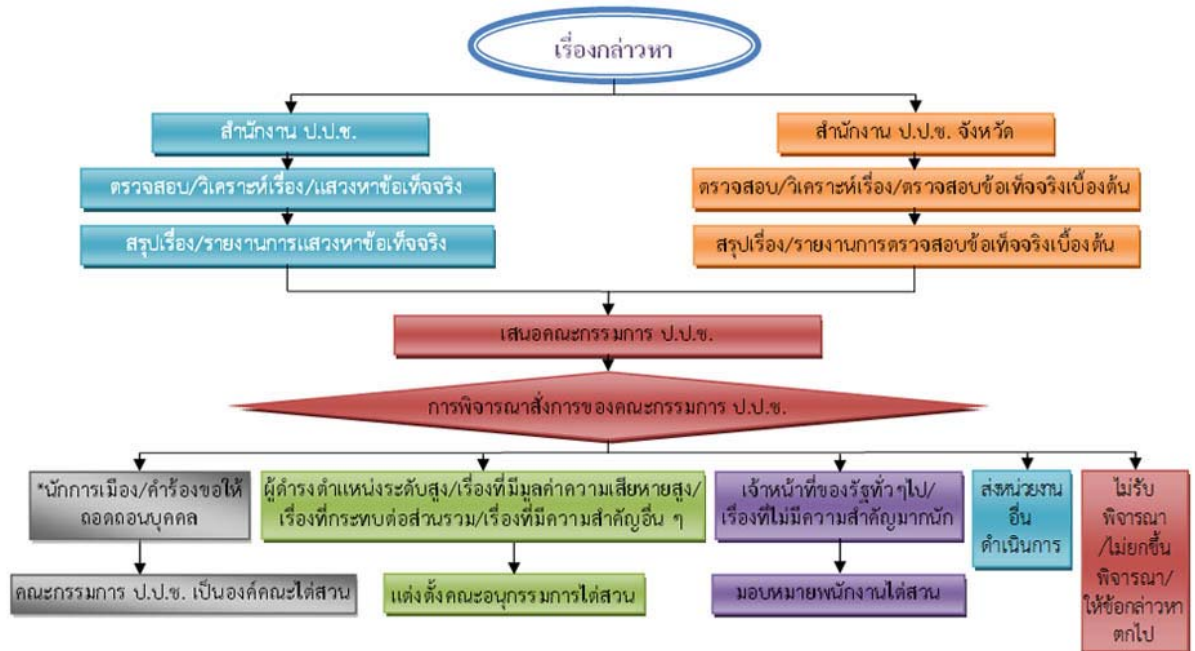 เรื่องกล่าวหา
สำนักงาน ป.ป.ช.
สำนักงาน ป.ป.ช. จังหวัด
ตรวจสอบ/วิเคราะห์เรื่อง/แสวงหาข้อเท็จจริง
ตรวจสอบ/วิเคราะห์เรื่อง/ตรวจสอบข้อเท็จจริงเบื้องต้น
สรุปเรื่อง/รายงานการแสวงหาข้อเท็จจริง
สรุปเรื่อง/รายงานการตรวจสอบข้อเท็จจริงเบื้องต้น
เสนอคณะกรรมการ ป.ป.ช.
การพิจารณาสั่งการของคณะกรรมการ ป.ป.ช.
*นักการเมือง/คำร้องขอให้
ถอดถอนบุคคล
ผู้ดำรงตำแหน่งระดับสูง/เรื่องที่มีมูลค่าความเสียหายสูง/
เรื่องที่กระทบต่อส่วนรวม/เรื่องที่มีความสำคัญอื่น ๆ
เจ้าหน้าที่ของรัฐทั่วๆไป/
เรื่องที่ไม่มีความสำคัญมากนัก
ส่งหน่วยงาน
อื่น
ดำเนินการ
ไม่รับ
พิจารณา
/ไม่ยกขึ้น
พิจารณา/
ให้ข้อกล่าวหา
ตกไป
คณะกรรมการ ป.ป.ช. เป็นองค์คณะไต่สวน
แต่งตั้งคณะอนุกรรมการไต่สวน
มอบหมายพนักงานไต่สวน